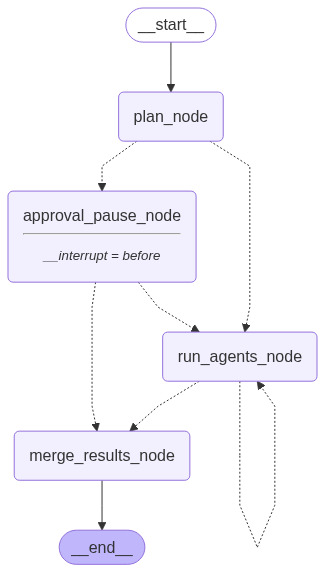 __start__
plan_node
approval_pause_node
__interrupt = before
run_agents_node
merge_results_node
__end__